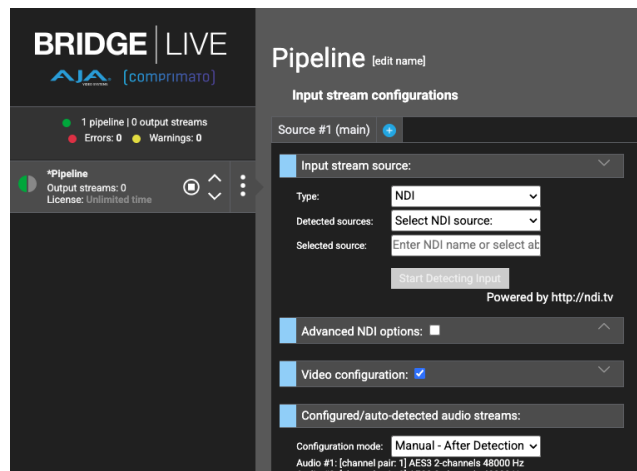 BRIDGE LIVE
AJA VIDEO SYSTEMS [comprimato]
1 pipeline | 0 output streams
Errors: 0 Warnings: 0
*Pipeline
Output streams: 0
License: Unlimited time
Pipeline [edit name]
Input stream configurations
Source #1 (main)
Input stream source:
Type: NDI
Detected sources: Select NDI source:
Selected source: Enter NDI name or select ab
Start Detecting Input
Powered by http://ndi.tv
Advanced NDI options:
Video configuration:
Configured/auto-detected audio streams:
Configuration mode: Manual - After Detection
Audio #1: [channel pair: 1] AES3 2-channels 48000 Hz